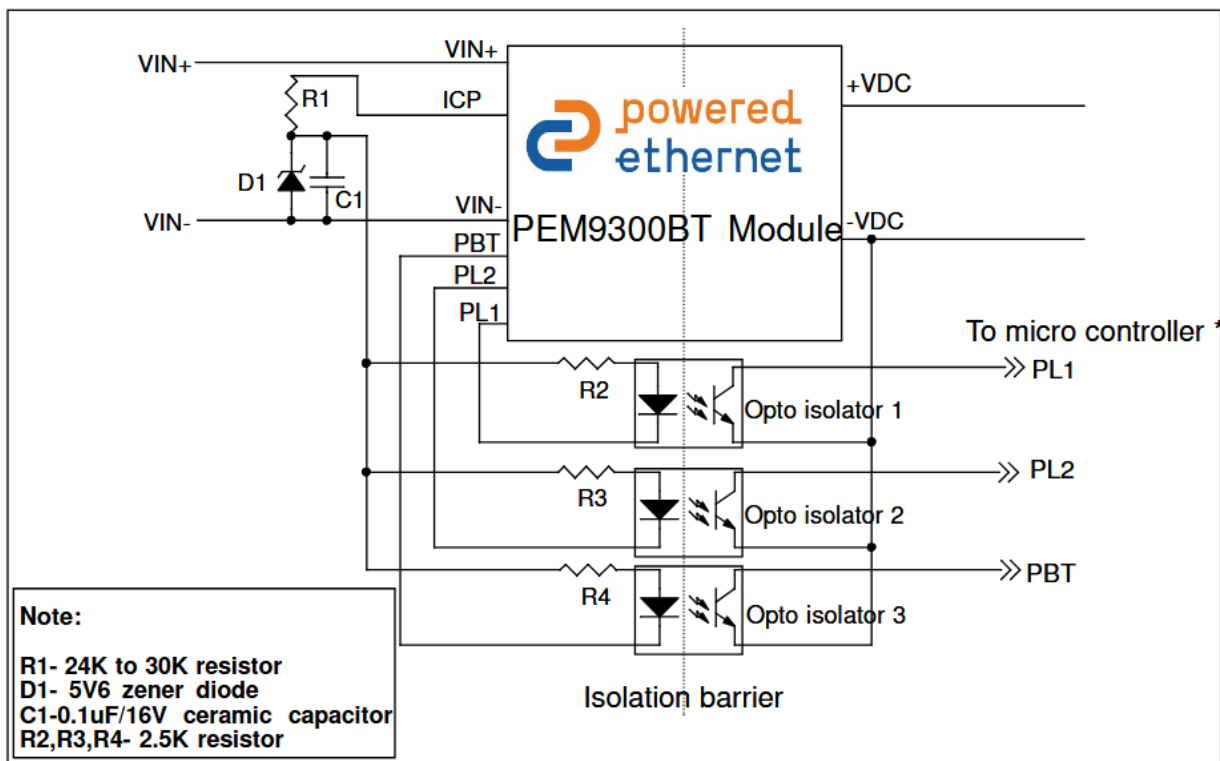 VIN+
VIN+
R1
ICP
powered
ethernet
+VDC
D1
C1
VIN-
VIN-
PEM9300BT Module
-VDC
PBT
PL2
PL1
To micro controller *
R2
PL1
Opto isolator 1
R3
PL2
Opto isolator 2
R4
PBT
Opto isolator 3
Isolation barrier
Note:
R1- 24K to 30K resistor
D1- 5V6 zener diode
C1-0.1uF/16V ceramic capacitor
R2,R3,R4- 2.5K resistor